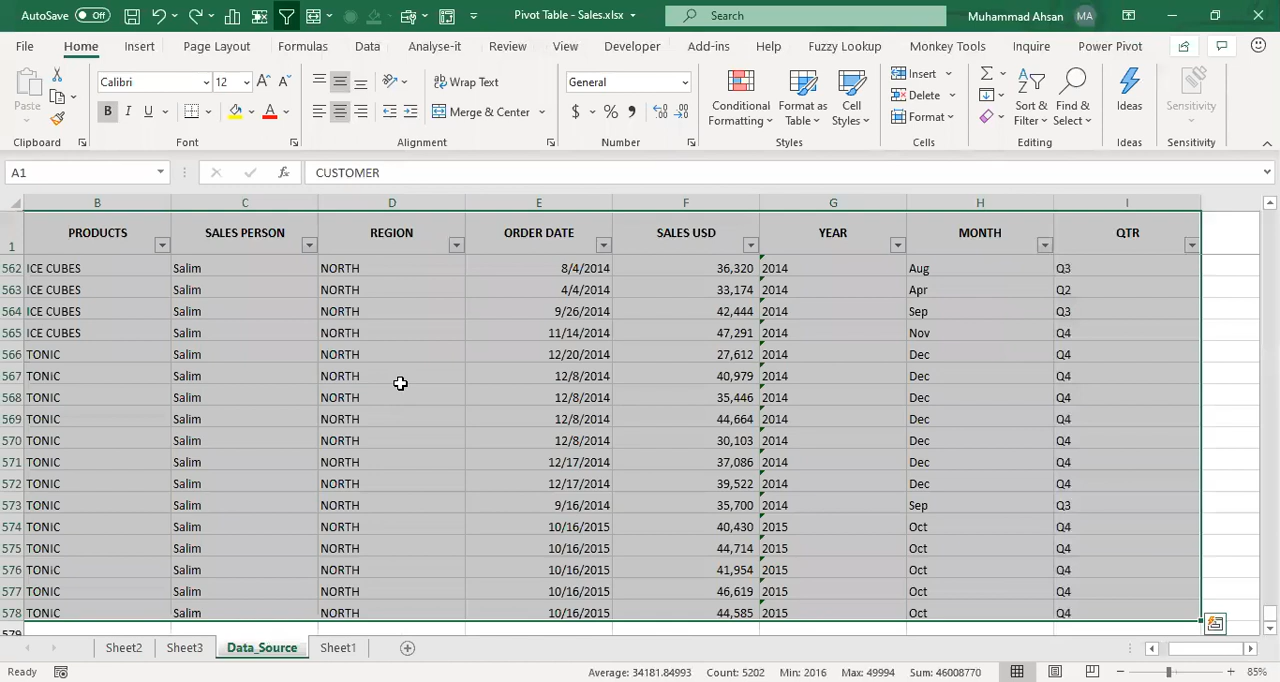 AutoSave Off Pivot Table - Sales.xlsx Search Muhammad Ahsan MA
File Home Insert Page Layout Formulas Data Analyse-it Review View Developer Add-ins Help Fuzzy Lookup Monkey Tools Inquire Power Pivot
Paste Calibri 12 Wrap Text General Conditional Formatting Format as Table Cell Styles Insert Sort & Filter Find & Select Ideas Sensitivity
B I U Merge & Center $ % Delete
Format
Clipboard Font Alignment Number Styles Cells Editing Ideas Sensitivity
A1 fx CUSTOMER
B C D E F G H I
1 PRODUCTS SALES PERSON REGION ORDER DATE SALES USD YEAR MONTH QTR
562 ICE CUBES Salim NORTH 8/4/2014 36,320 2014 Aug Q3
563 ICE CUBES Salim NORTH 4/4/2014 33,174 2014 Apr Q2
564 ICE CUBES Salim NORTH 9/26/2014 42,444 2014 Sep Q3
565 ICE CUBES Salim NORTH 11/14/2014 47,291 2014 Nov Q4
566 TONIC Salim NORTH 12/20/2014 27,612 2014 Dec Q4
567 TONIC Salim NORTH 12/8/2014 40,979 2014 Dec Q4
568 TONIC Salim NORTH 12/8/2014 35,446 2014 Dec Q4
569 TONIC Salim NORTH 12/8/2014 44,664 2014 Dec Q4
570 TONIC Salim NORTH 12/8/2014 30,103 2014 Dec Q4
571 TONIC Salim NORTH 12/17/2014 37,086 2014 Dec Q4
572 TONIC Salim NORTH 12/17/2014 39,522 2014 Dec Q4
573 TONIC Salim NORTH 9/16/2014 35,700 2014 Sep Q3
574 TONIC Salim NORTH 10/16/2015 40,430 2015 Oct Q4
575 TONIC Salim NORTH 10/16/2015 44,714 2015 Oct Q4
576 TONIC Salim NORTH 10/16/2015 41,954 2015 Oct Q4
577 TONIC Salim NORTH 10/16/2015 46,619 2015 Oct Q4
578 TONIC Salim NORTH 10/16/2015 44,585 2015 Oct Q4
579
Sheet2 Sheet3 Data_Source Sheet1
Ready Average: 34181.84993 Count: 5202 Min: 2016 Max: 49994 Sum: 46008770 85%